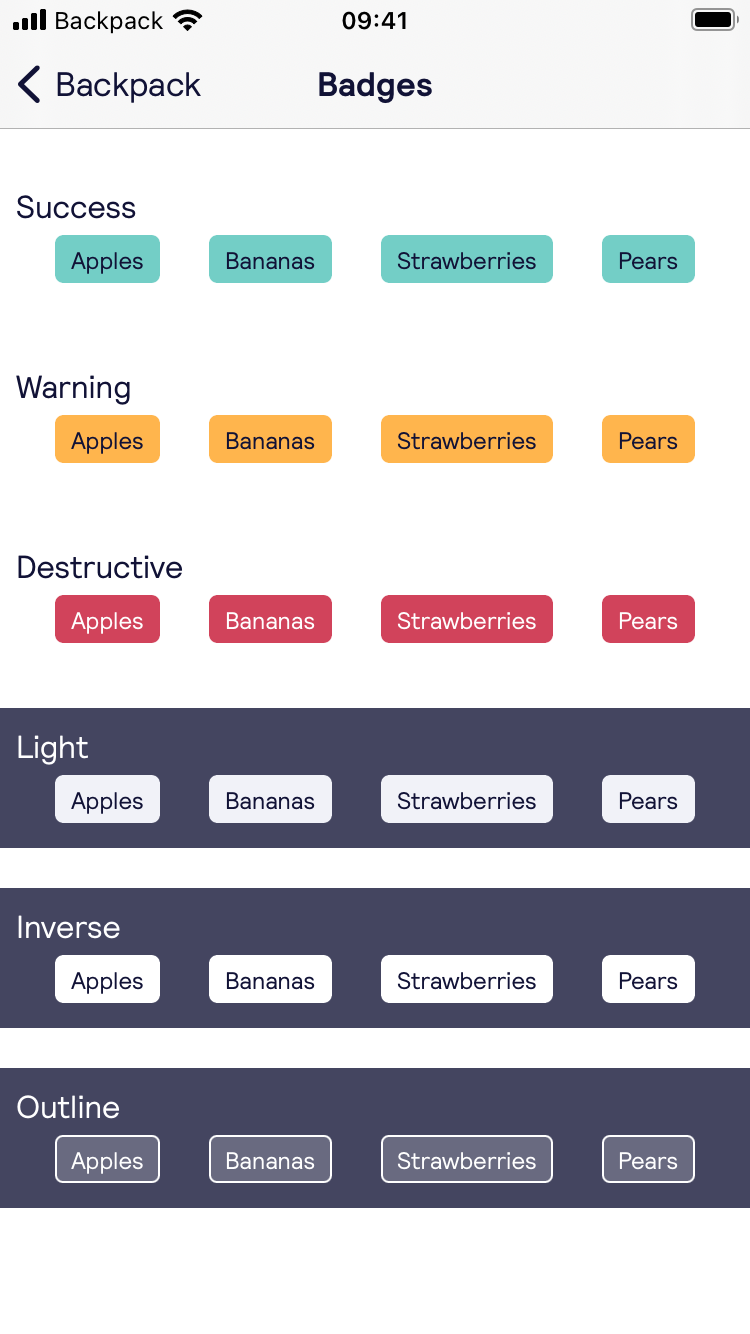 Backpack 09:41
Backpack Badges
Success
Apples Bananas Strawberries Pears
Warning
Apples Bananas Strawberries Pears
Destructive
Apples Bananas Strawberries Pears
Light
Apples Bananas Strawberries Pears
Inverse
Apples Bananas Strawberries Pears
Outline
Apples Bananas Strawberries Pears